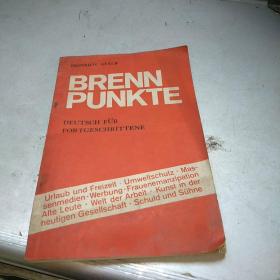 BRENN
PUNKTE
DEUTSCH FÜR
FORTGESCHRITTENE
Urlaub und Freizeit · Umweltschutz · Mas-
senmedien · Werbung · Frauenemanzipation
Alte Leute · Welt der Arbeit · Kunst in der
heutigen Gesellschaft · Schuld und Sühne